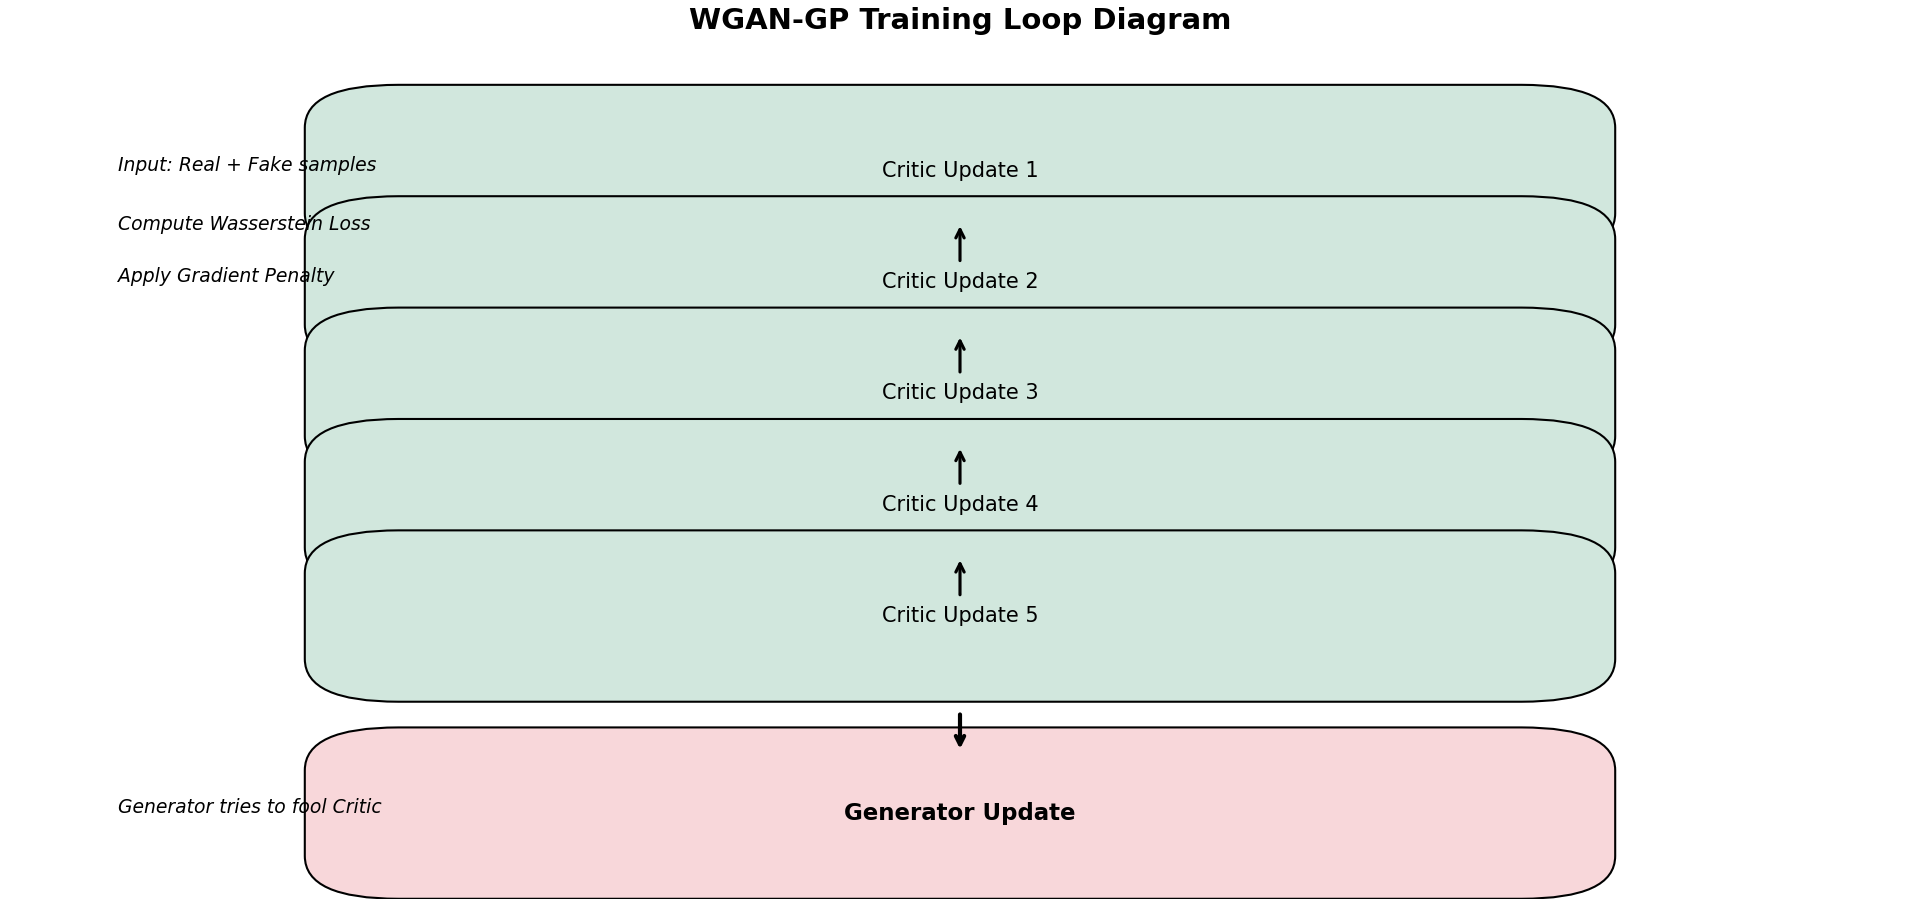 WGAN-GP Training Loop Diagram
Input: Real + Fake samples
Critic Update 1
Compute Wasserstein Loss
Apply Gradient Penalty
Critic Update 2
Critic Update 3
Critic Update 4
Critic Update 5
Generator tries to fool Critic
Generator Update